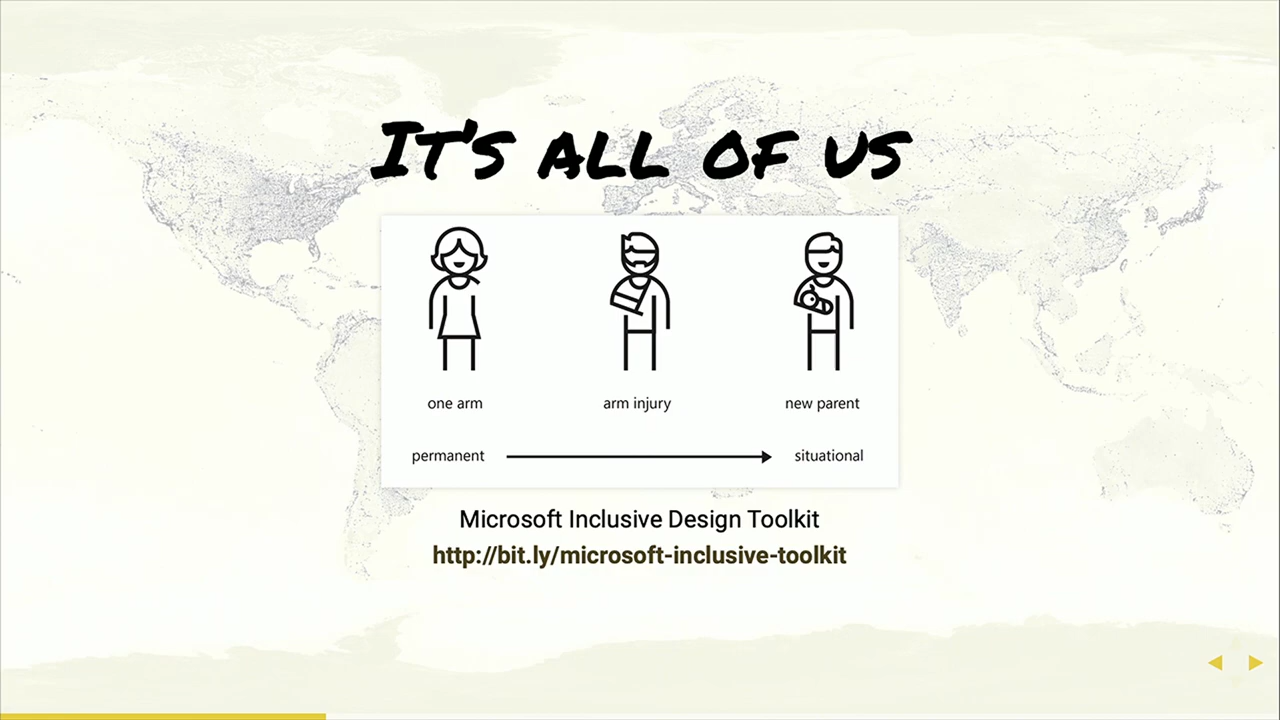 It's all of us
one arm
arm injury
new parent
permanent
situational
Microsoft Inclusive Design Toolkit
http://bit.ly/microsoft-inclusive-toolkit